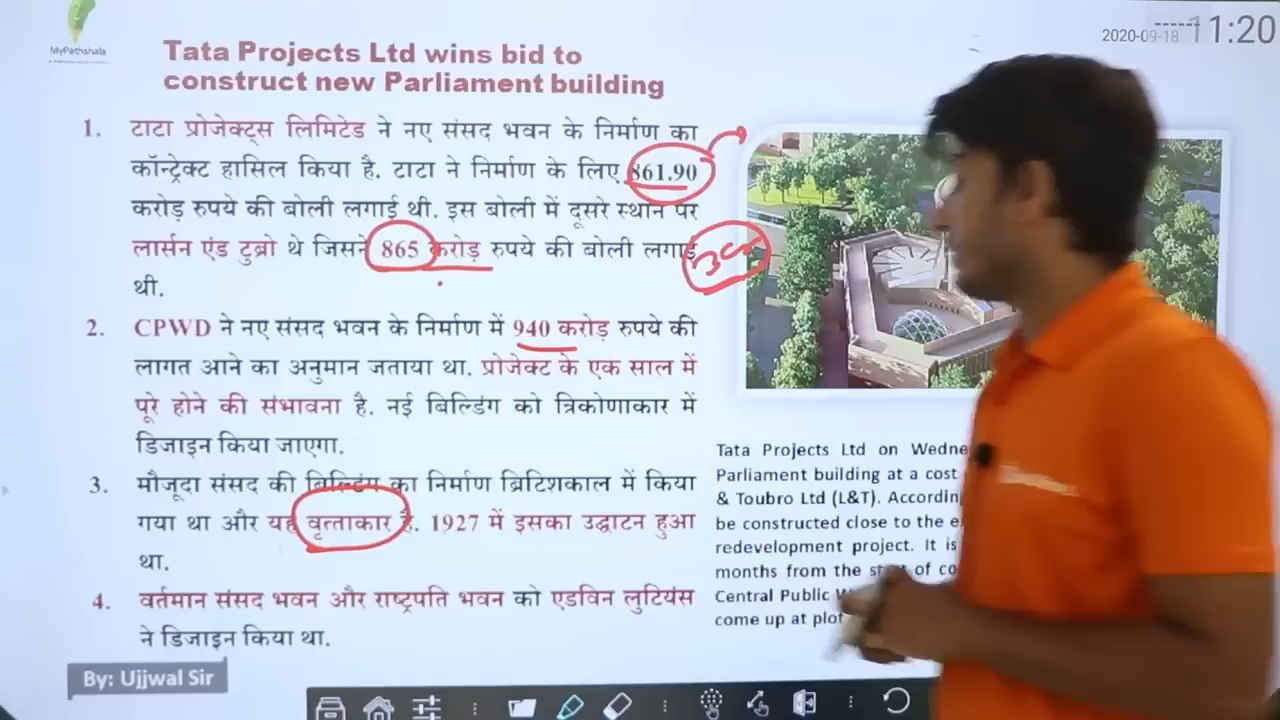 MyPathshala
2020-09-18 11:20
Tata Projects Ltd wins bid to
construct new Parliament building
1. टाटा प्रोजेक्ट्स लिमिटेड ने नए संसद भवन के निर्माण का
कॉन्ट्रेक्ट हासिल किया है. टाटा ने निर्माण के लिए 861.90
करोड़ रुपये की बोली लगाई थी. इस बोली में दूसरे स्थान पर
लार्सन एंड टुब्रो थे जिसने 865 करोड़ रुपये की बोली लगाई
थी.
2. CPWD ने नए संसद भवन के निर्माण में 940 करोड़ रुपये की
लागत आने का अनुमान जताया था. प्रोजेक्ट के एक साल में
पूरे होने की संभावना है. नई बिल्डिंग को त्रिकोणाकार में
डिजाइन किया जाएगा.
3. मौजूदा संसद की बिल्डिंग का निर्माण ब्रिटिशकाल में किया
गया था और यह वृत्ताकार है. 1927 में इसका उद्घाटन हुआ
था.
4. वर्तमान संसद भवन और राष्ट्रपति भवन को एडविन लुटियंस
ने डिजाइन किया था.
Tata Projects Ltd on Wedne
Parliament building at a cost
& Toubro Ltd (L&T). Accordin
be constructed close to the e
redevelopment project. It is
months from the of co
Central Public
come up at plot
By: Ujjwal Sir